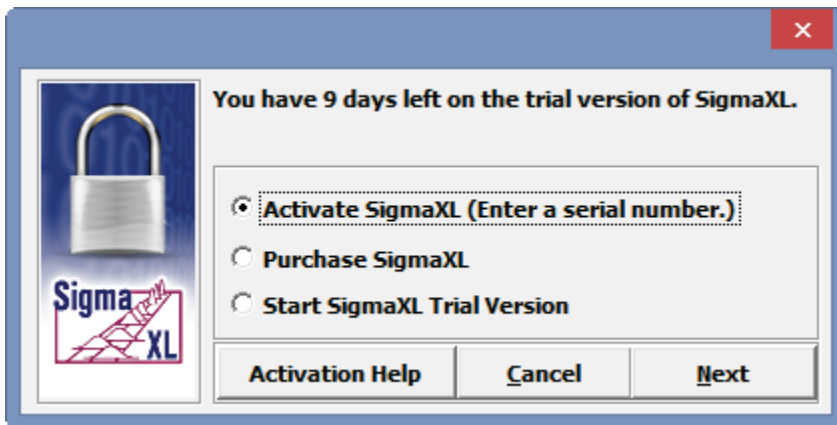 You have 9 days left on the trial version of SigmaXL.
Activate SigmaXL (Enter a serial number.)
Purchase SigmaXL
Start SigmaXL Trial Version
Sigma
XL
Activation Help
Cancel
Next